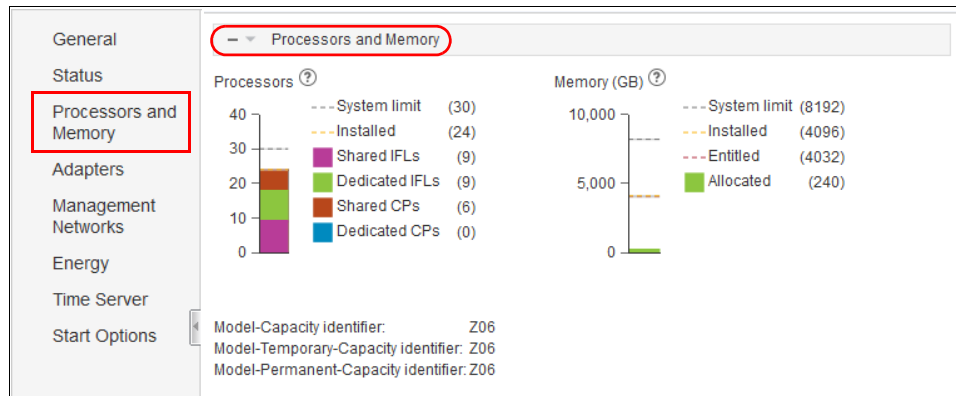 General
Status
Processors and
Memory
Adapters
Management
Networks
Energy
Time Server
Start Options
Processors and Memory
Processors ?
40
30
20
10
0
System limit (30)
Installed (24)
Shared IFLs (9)
Dedicated IFLs (9)
Shared CPs (6)
Dedicated CPs (0)
Memory (GB) ?
10,000
5,000
0
System limit (8192)
Installed (4096)
Entitled (4032)
Allocated (240)
Model-Capacity identifier: Z06
Model-Temporary-Capacity identifier: Z06
Model-Permanent-Capacity identifier: Z06